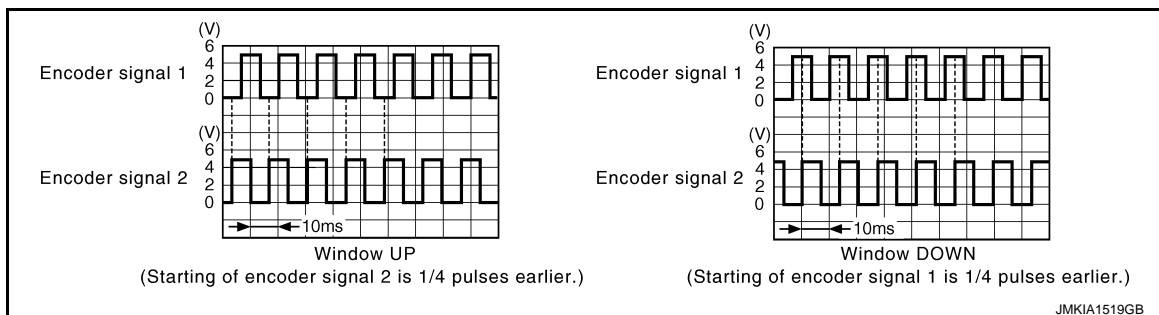 (V)
6
4
2
0
Encoder signal 1
(V)
6
4
2
0
Encoder signal 2
10ms
Window UP
(Starting of encoder signal 2 is 1/4 pulses earlier.)
(V)
6
4
2
0
Encoder signal 1
(V)
6
4
2
0
Encoder signal 2
10ms
Window DOWN
(Starting of encoder signal 1 is 1/4 pulses earlier.)
JMKIA1519GB